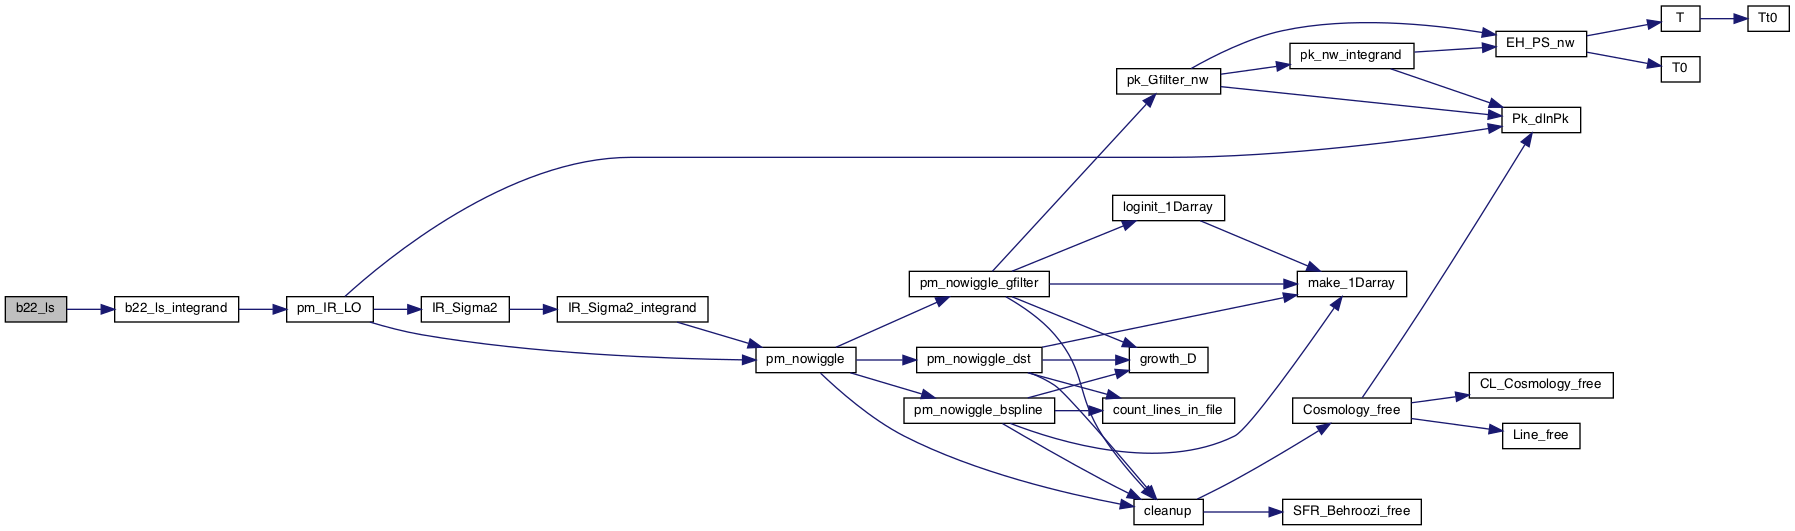 b22_ls
b22_ls_integrand
pm_IR_LO
IR_Sigma2
IR_Sigma2_integrand
pm_nowiggle
pm_nowiggle_gfilter
pm_nowiggle_dst
pm_nowiggle_bspline
pk_Gfilter_nw
loginit_1Darray
growth_D
count_lines_in_file
cleanup
pk_nw_integrand
make_1Darray
Cosmology_free
SFR_Behroozi_free
EH_PS_nw
Pk_dlnPk
CL_Cosmology_free
Line_free
T
T0
Tt0